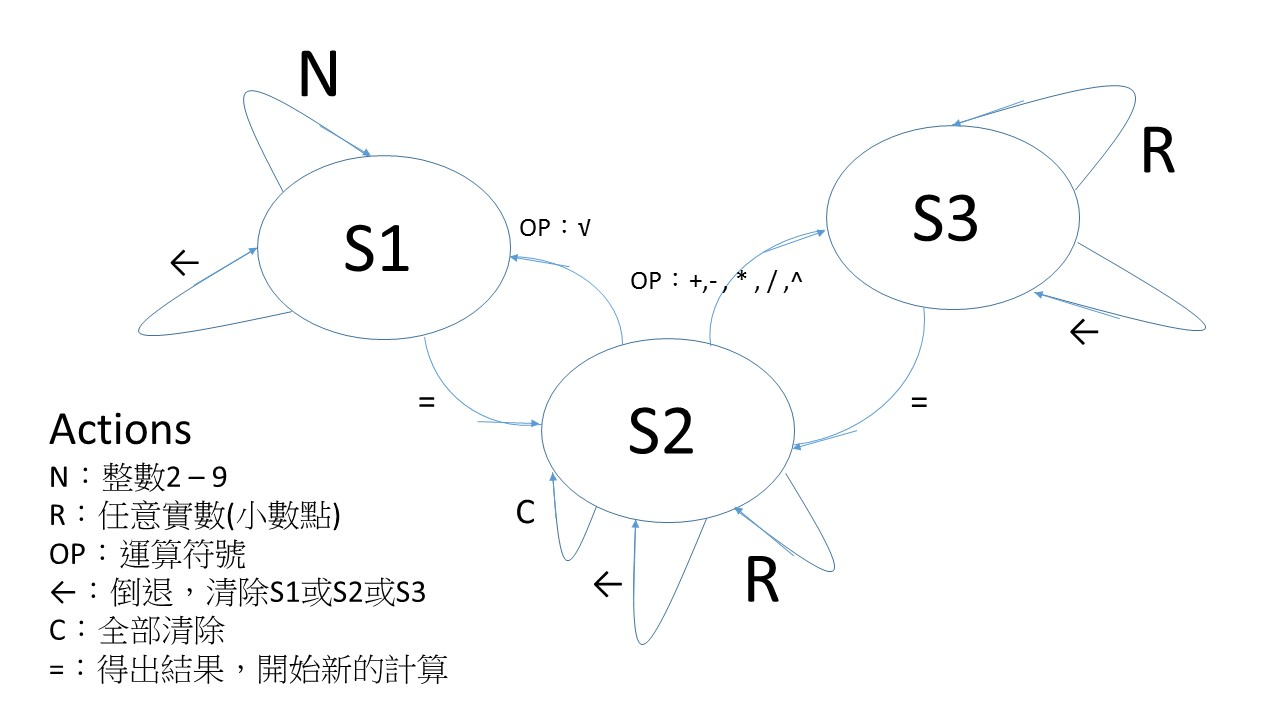 N
R
S1
S3
OP：√
←
OP：+,- , * , / ,^
←
=
=
S2
C
←
R
Actions
N：整數2 – 9
R：任意實數(小數點)
OP：運算符號
←：倒退，清除S1或S2或S3
C：全部清除
=：得出結果，開始新的計算